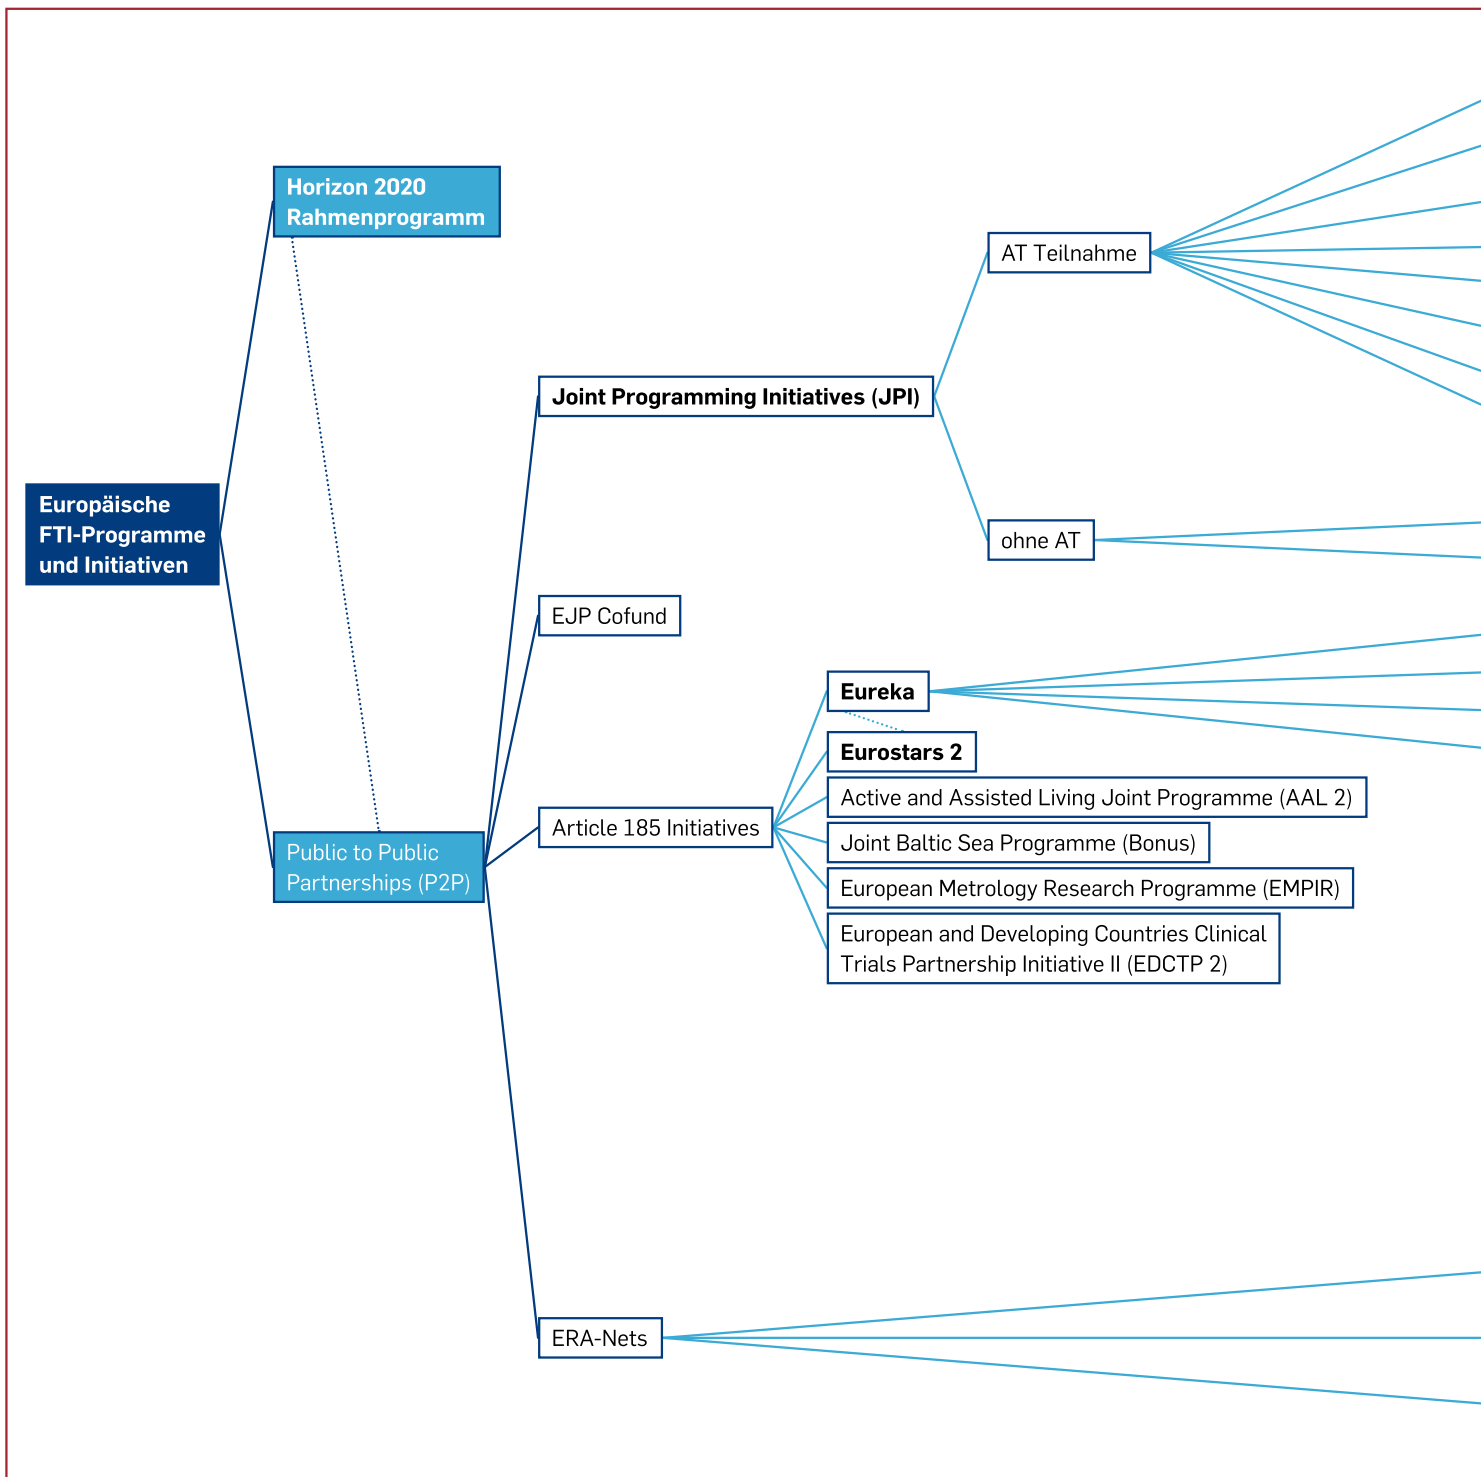 Europäische
FTI-Programme
und Initiativen
Horizon 2020
Rahmenprogramm
Public to Public
Partnerships (P2P)
Joint Programming Initiatives (JPI)
AT Teilnahme
ohne AT
EJP Cofund
Article 185 Initiatives
Eureka
Eurostars 2
Active and Assisted Living Joint Programme (AAL 2)
Joint Baltic Sea Programme (Bonus)
European Metrology Research Programme (EMPIR)
European and Developing Countries Clinical
Trials Partnership Initiative II (EDCTP 2)
ERA-Nets